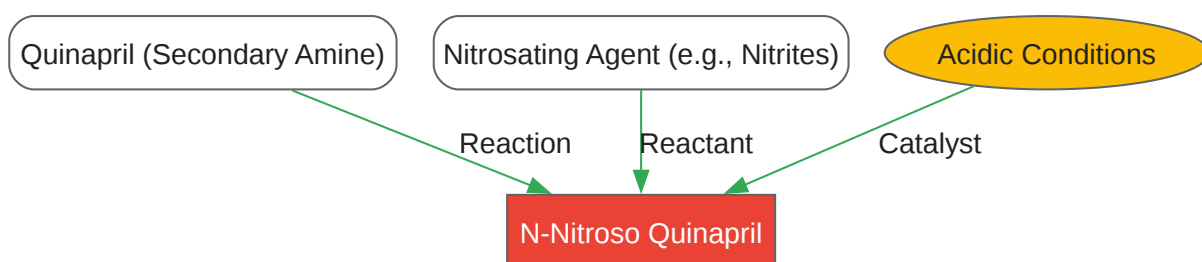 Quinapril (Secondary Amine)
Nitrosating Agent (e.g., Nitrites)
Acidic Conditions
Reaction
Reactant
Catalyst
N-Nitroso Quinapril